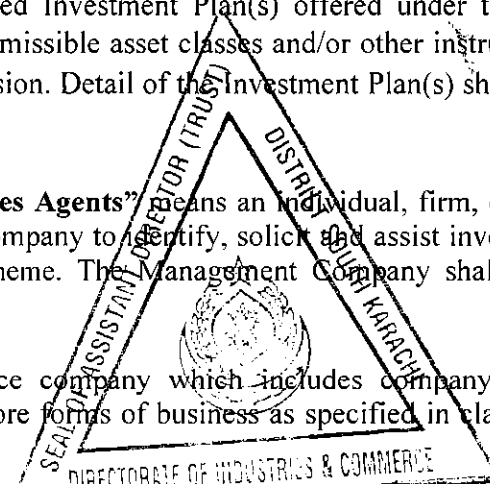 ed Investment Plan(s) offered under t
missible asset classes and/or other instru
sion. Detail of the Investment Plan(s) sh
es Agents" means an individual, firm,
ompany to identify, solicit and assist inve
heme. The Management Company shal
ce company which includes company
ore forms of business as specified in cla
SEAL OF ASSISTANT DIRECTOR (TRUST)
DISTRICT SOUTH KARACHI
DIRECTORATE OF INDUSTRIES & COMMERCE